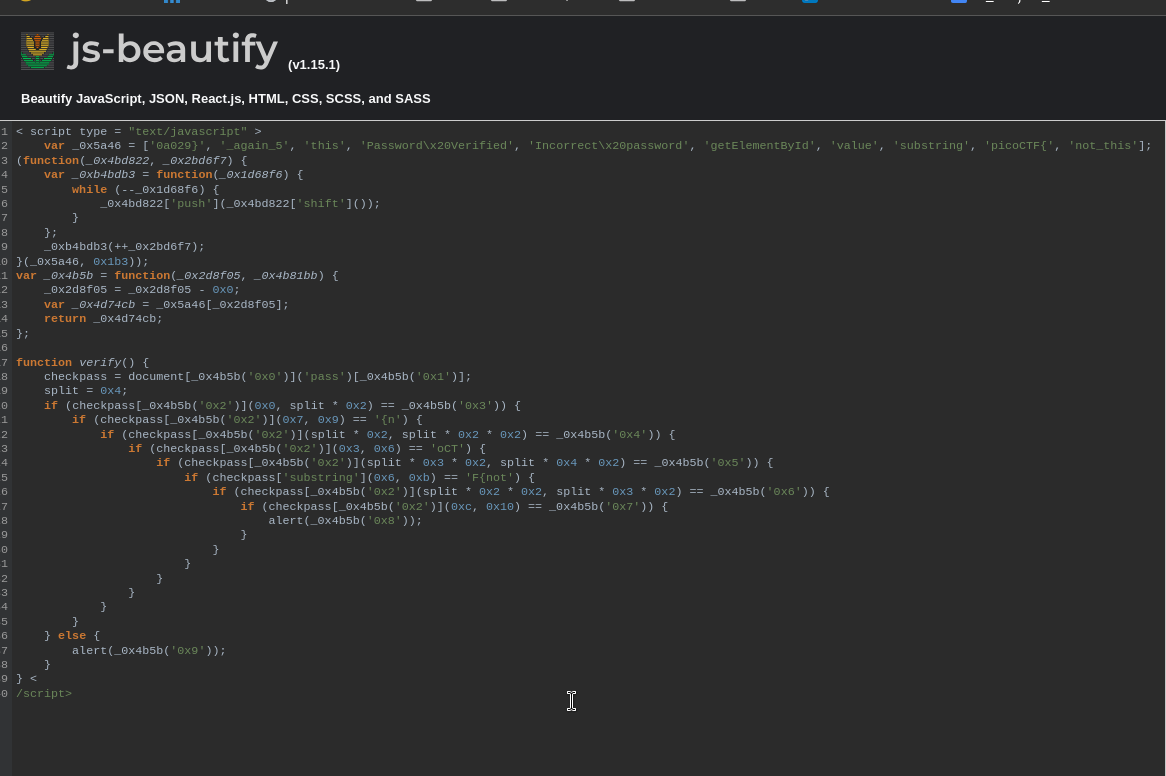 js-beautify (v1.15.1)
Beautify JavaScript, JSON, React.js, HTML, CSS, SCSS, and SASS
1 < script type = "text/javascript" >
2     var _0x5a46 = ['0a029}', '_again_5', 'this', 'Password\x20Verified', 'Incorrect\x20password', 'getElementById', 'value', 'substring', 'picoCTF{', 'not_this'];
3 (function(_0x4bd822, _0x2bd6f7) {
4     var _0xb4bdb3 = function(_0x1d68f6) {
5         while (--_0x1d68f6) {
6             _0x4bd822['push'](_0x4bd822['shift']());
7         }
8     };
9     _0xb4bdb3(++_0x2bd6f7);
0 }(_0x5a46, 0x1b3));
1 var _0x4b5b = function(_0x2d8f05, _0x4b81bb) {
2     _0x2d8f05 = _0x2d8f05 - 0x0;
3     var _0x4d74cb = _0x5a46[_0x2d8f05];
4     return _0x4d74cb;
5 };
6
7 function verify() {
8     checkpass = document[_0x4b5b('0x0')]('pass')[_0x4b5b('0x1')];
9     split = 0x4;
0     if (checkpass[_0x4b5b('0x2')](0x0, split * 0x2) == _0x4b5b('0x3')) {
1         if (checkpass[_0x4b5b('0x2')](0x7, 0x9) == '{n') {
2             if (checkpass[_0x4b5b('0x2')](split * 0x2, split * 0x2 * 0x2) == _0x4b5b('0x4')) {
3                 if (checkpass[_0x4b5b('0x2')](0x3, 0x6) == 'oCT') {
4                     if (checkpass[_0x4b5b('0x2')](split * 0x3 * 0x2, split * 0x4 * 0x2) == _0x4b5b('0x5')) {
5                         if (checkpass['substring'](0x6, 0xb) == 'F{not') {
6                             if (checkpass[_0x4b5b('0x2')](split * 0x2 * 0x2, split * 0x3 * 0x2) == _0x4b5b('0x6')) {
7                                 if (checkpass[_0x4b5b('0x2')](0xc, 0x10) == _0x4b5b('0x7')) {
8                                     alert(_0x4b5b('0x8'));
9                                 }
0                             }
1                         }
2                     }
3                 }
4             }
5         }
6     } else {
7         alert(_0x4b5b('0x9'));
8     }
9 } <
0 /script>